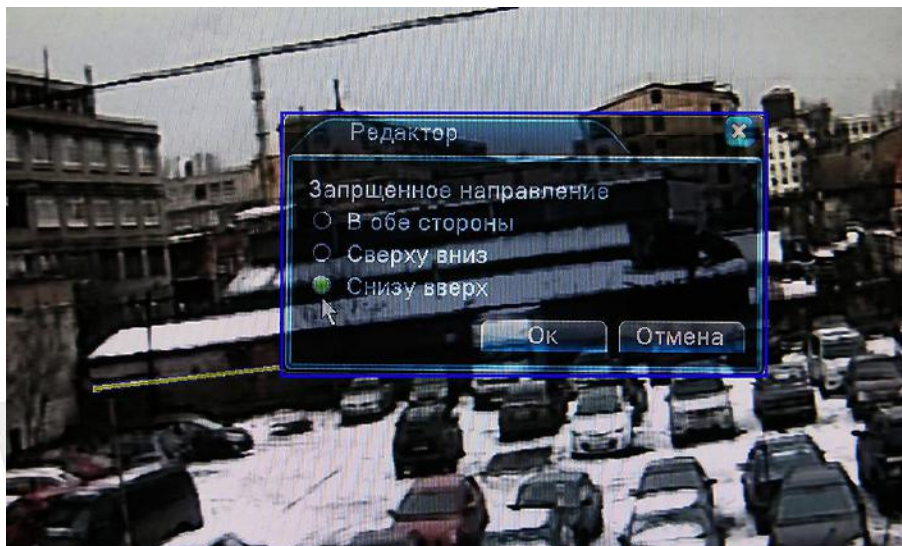 Редактор
Запрщенное направление
В обе стороны
Сверху вниз
Снизу вверх
Ок
Отмена